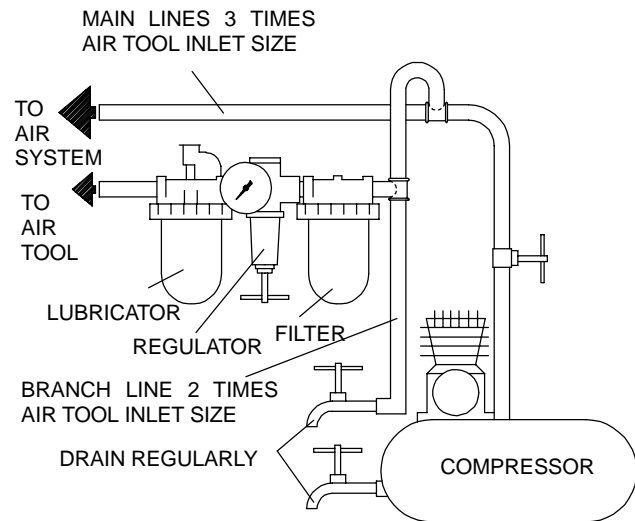 MAIN LINES 3 TIMES
AIR TOOL INLET SIZE
TO
AIR
SYSTEM
TO
AIR
TOOL
LUBRICATOR
REGULATOR
FILTER
BRANCH LINE 2 TIMES
AIR TOOL INLET SIZE
DRAIN REGULARLY
COMPRESSOR